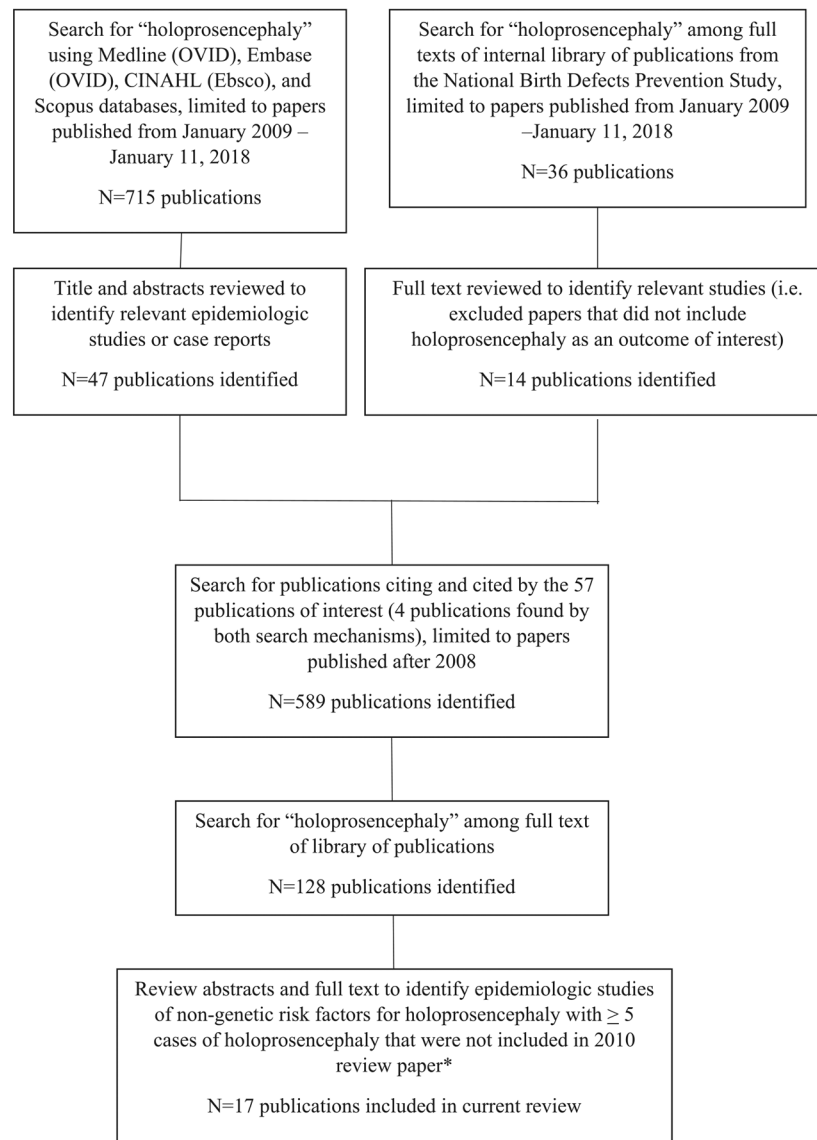 Search for “holoprosencephaly”
using Medline (OVID), Embase
(OVID), CINAHL (Ebsco), and
Scopus databases, limited to papers
published from January 2009 –
January 11, 2018
N=715 publications
Search for “holoprosencephaly” among full
texts of internal library of publications from
the National Birth Defects Prevention Study,
limited to papers published from January 2009
–January 11, 2018
N=36 publications
Title and abstracts reviewed to
identify relevant epidemiologic
studies or case reports
N=47 publications identified
Full text reviewed to identify relevant studies (i.e.
excluded papers that did not include
holoprosencephaly as an outcome of interest)
N=14 publications identified
Search for publications citing and cited by the 57
publications of interest (4 publications found by
both search mechanisms), limited to papers
published after 2008
N=589 publications identified
Search for “holoprosencephaly” among full text
of library of publications
N=128 publications identified
Review abstracts and full text to identify epidemiologic studies
of non-genetic risk factors for holoprosencephaly with ≥ 5
cases of holoprosencephaly that were not included in 2010
review paper*
N=17 publications included in current review